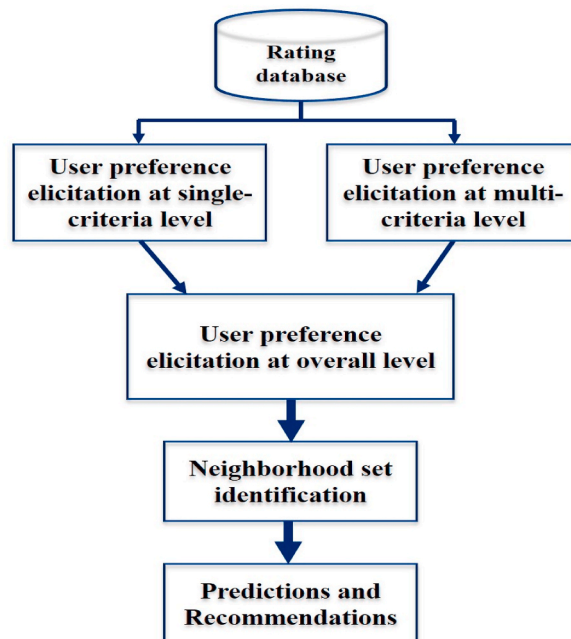 Rating
database
User preference
elicitation at single-
criteria level
User preference
elicitation at multi-
criteria level
User preference
elicitation at overall level
Neighborhood set
identification
Predictions and
Recommendations